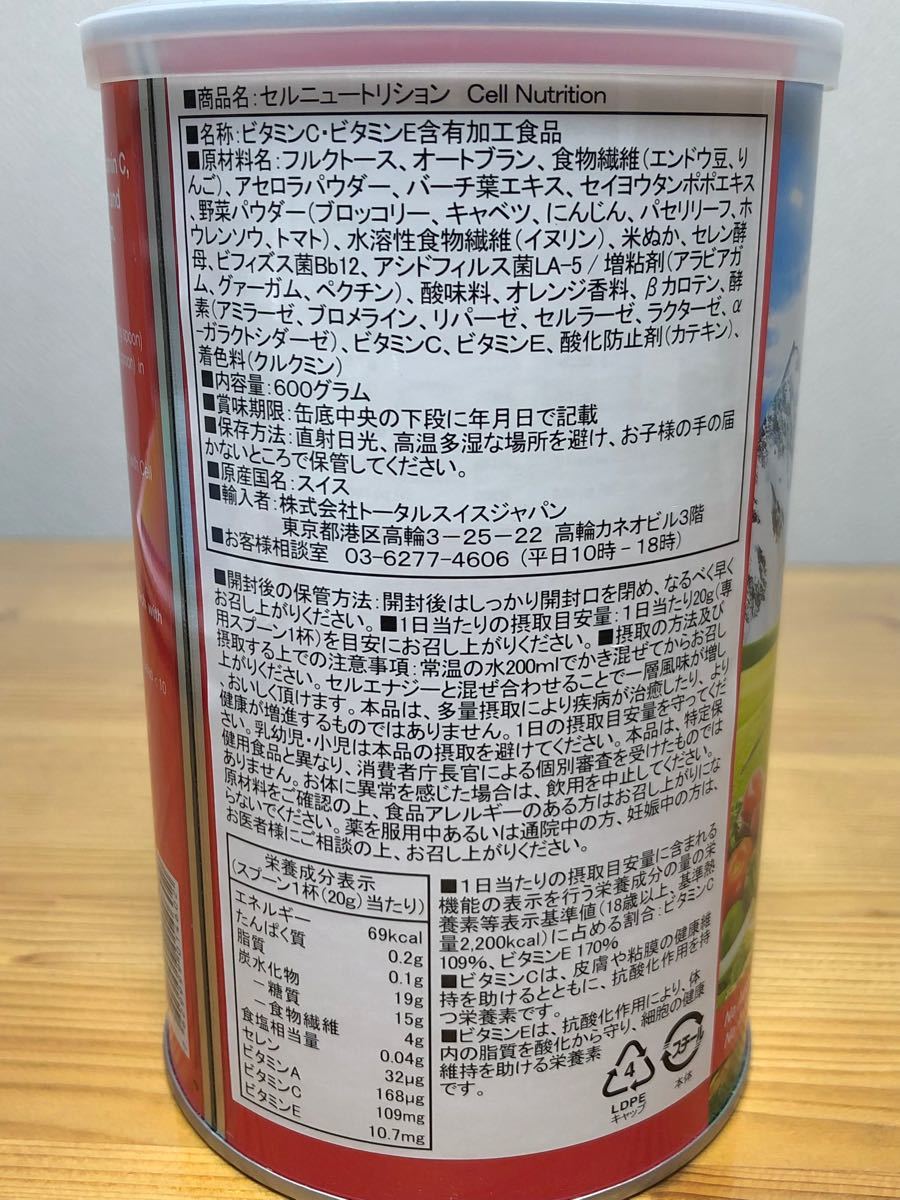 ■商品名：セルニュートリション Cell Nutrition
■名称：ビタミンC・ビタミンE含有加工食品
■原材料名：フルクトース、オートブラン、食物繊維（エンドウ豆、り
んご）、アセロラパウダー、バーチ葉エキス、セイヨウタンポポエキス
、野菜パウダー（ブロッコリー、キャベツ、にんじん、パセリリーフ、ホ
ウレンソウ、トマト）、水溶性食物繊維（イヌリン）、米ぬか、セレン酵
母、ビフィズス菌Bb12、アシドフィルス菌LA-5 / 増粘剤（アラビアガ
ム、グァーガム、ペクチン）、酸味料、オレンジ香料、βカロテン、酵
素（アミラーゼ、ブロメライン、リパーゼ、セルラーゼ、ラクターゼ、α
-ガラクトシダーゼ）、ビタミンC、ビタミンE、酸化防止剤（カテキン）、
着色料（クルクミン）
■内容量：600グラム
■賞味期限：缶底中央の下段に年月日で記載
■保存方法：直射日光、高温多湿な場所を避け、お子様の手の届
かないところで保管してください。
■原産国名：スイス
■輸入者：株式会社トータルスイスジャパン
東京都港区高輪3－25－22 高輪カネオビル3階
■お客様相談室 03-6277-4606 （平日10時－18時）
■開封後の保管方法：開封後はしっかり開封口を閉め、なるべく早く
お召し上がりください。■1日当たりの摂取目安量：1日当たり20g（専
用スプーン1杯）を目安にお召し上がりください。■摂取の方法及び
摂取する上での注意事項：常温の水200mlでかき混ぜてからお召し
上がりください。セルエナジーと混ぜ合わせることで一層風味が増し
、おいしく頂けます。本品は、多量摂取により疾病が治癒したり、より
健康が増進するものではありません。1日の摂取目安量を守ってくだ
さい。乳幼児・小児は本品の摂取を避けてください。本品は、特定保
健用食品と異なり、消費者庁長官による個別審査を受けたものでは
ありません。お体に異常を感じた場合は、飲用を中止してください。
原材料をご確認の上、食品アレルギーのある方はお召し上がりにな
らないでください。薬を服用中あるいは通院中の方、妊娠中の方は、
お医者様にご相談の上、お召し上がりください。
栄養成分表示
（スプーン1杯（20g）当たり）
エネルギー 69kcal
たんぱく質 0.2g
脂質 0.1g
炭水化物 19g
－糖質 15g
－食物繊維 4g
食塩相当量 0.04g
セレン 32μg
ビタミンA 168μg
ビタミンC 109mg
ビタミンE 10.7mg
■1日当たりの摂取目安量に含まれる
機能の表示を行う栄養成分の量の栄
養素等表示基準値（18歳以上、基準熱
量2,200kcal）に占める割合：ビタミンC
109%、ビタミンE 170%
■ビタミンCは、皮膚や粘膜の健康維
持を助けるとともに、抗酸化作用を持
つ栄養素です。
■ビタミンEは、抗酸化作用により、体
内の脂質を酸化から守り、細胞の健康
維持を助ける栄養素
です。
4
LDPE
キャップ
スチール
本体